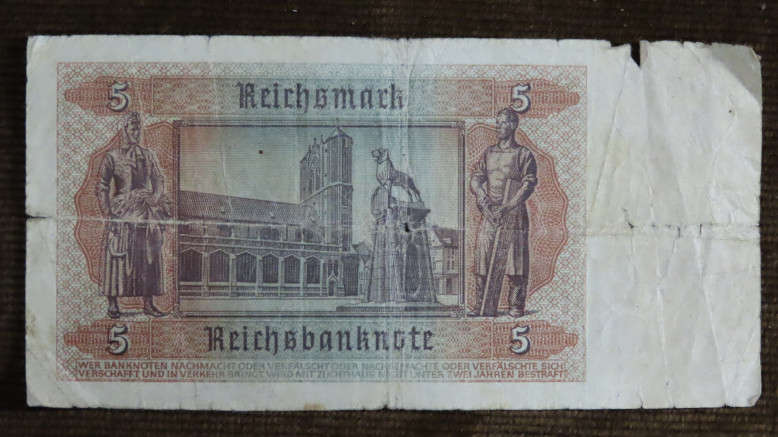 5 Reichsmark 5
5 Reichsbanknote 5
WER BANKNOTEN NACHMACHT ODER VERFÄLSCHT ODER NACHGEMACHTE ODER VERFÄLSCHTE SICH
VERSCHAFFT UND IN VERKEHR BRINGT WIRD MIT ZUCHTHAUS NICHT UNTER ZWEI JAHREN BESTRAFT